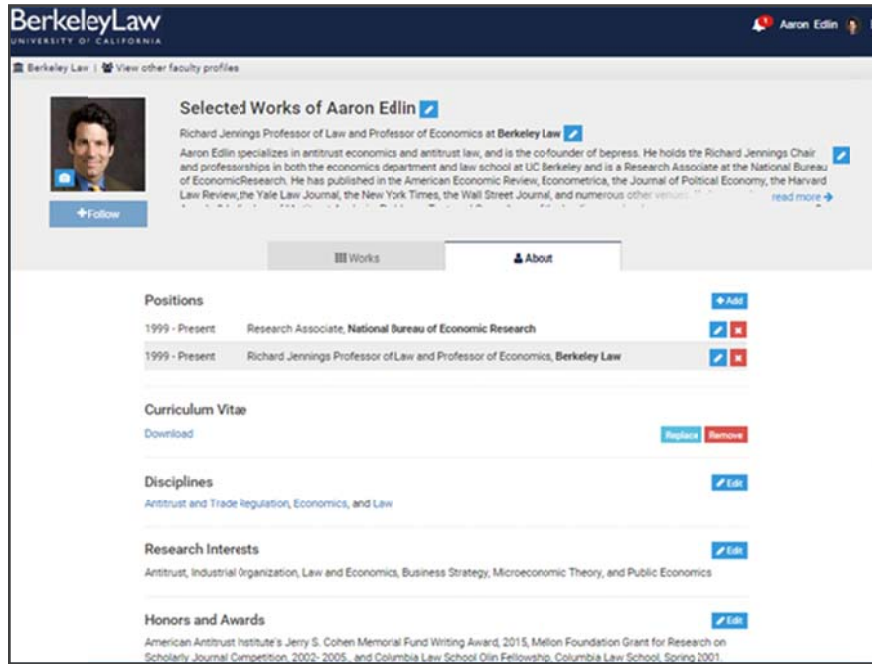 BerkeleyLaw
UNIVERSITY OF CALIFORNIA
1 Aaron Edlin
Berkeley Law | View other faculty profiles
Selected Works of Aaron Edlin
Richard Jennings Professor of Law and Professor of Economics at Berkeley Law
Aaron Edlin specializes in antitrust economics and antitrust law, and is the cofounder of bepress. He holds the Richard Jennings Chair
and professorships in both the economics department and law school at UC Berkeley and is a Research Associate at the National Bureau
of EconomicResearch. He has published in the American Economic Review, Econometrica, the Journal of Political Economy, the Harvard
Law Review,the Yale Law Journal, the New York Times, the Wall Street Journal, and numerous other venues.
read more
+Follow
Works
About
Positions
+ Add
1999 - Present Research Associate, National Bureau of Economic Research
1999 - Present Richard Jennings Professor of Law and Professor of Economics, Berkeley Law
Curriculum Vitae
Download
Replace Remove
Disciplines
Edit
Antitrust and Trade Regulation, Economics, and Law
Research Interests
Edit
Antitrust, Industrial Organization, Law and Economics, Business Strategy, Microeconomic Theory, and Public Economics
Honors and Awards
Edit
American Antitrust Institute's Jerry S. Cohen Memorial Fund Writing Award, 2015, Mellon Foundation Grant for Research on
Scholarly Journal Competition, 2002- 2005., and Columbia Law School Olin Fellowship, Columbia Law School, Spring 2001.